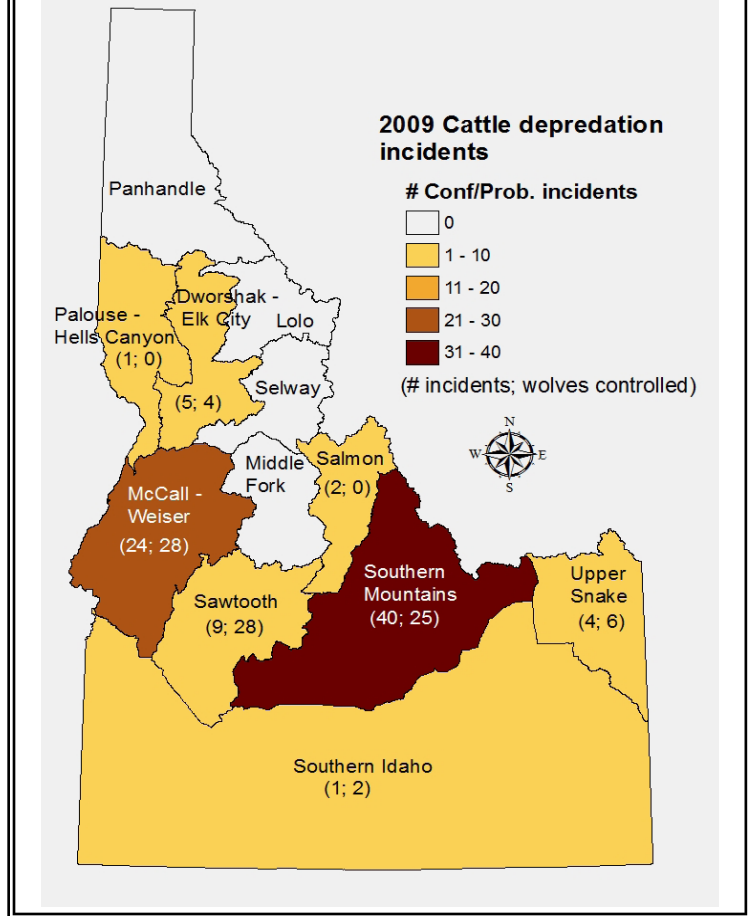 2009 Cattle depredation
incidents
# Conf/Prob. incidents
0
1 - 10
11 - 20
21 - 30
31 - 40
(# incidents; wolves controlled)
N
W
E
S
Panhandle
Palouse -
Hells Canyon
(1; 0)
Dworshak -
Elk City
(5; 4)
Lolo
Selway
Middle
Fork
Salmon
(2; 0)
McCall -
Weiser
(24; 28)
Sawtooth
(9; 28)
Southern
Mountains
(40; 25)
Upper
Snake
(4; 6)
Southern Idaho
(1; 2)